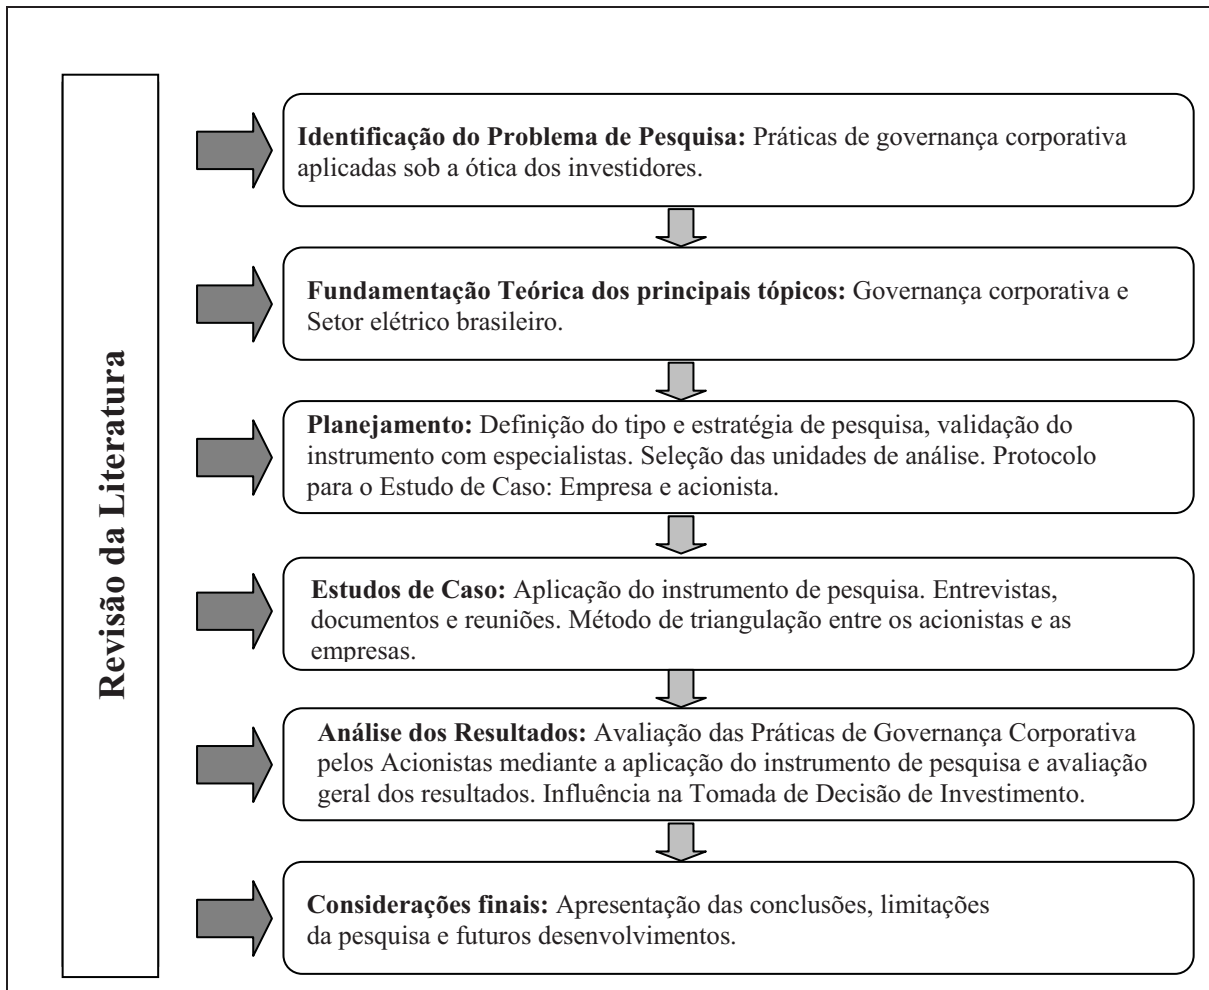 Revisão da Literatura
Identificação do Problema de Pesquisa: Práticas de governança corporativa
aplicadas sob a ótica dos investidores.
Fundamentação Teórica dos principais tópicos: Governança corporativa e
Setor elétrico brasileiro.
Planejamento: Definição do tipo e estratégia de pesquisa, validação do
instrumento com especialistas. Seleção das unidades de análise. Protocolo
para o Estudo de Caso: Empresa e acionista.
Estudos de Caso: Aplicação do instrumento de pesquisa. Entrevistas,
documentos e reuniões. Método de triangulação entre os acionistas e as
empresas.
Análise dos Resultados: Avaliação das Práticas de Governança Corporativa
pelos Acionistas mediante a aplicação do instrumento de pesquisa e avaliação
geral dos resultados. Influência na Tomada de Decisão de Investimento.
Considerações finais: Apresentação das conclusões, limitações
da pesquisa e futuros desenvolvimentos.